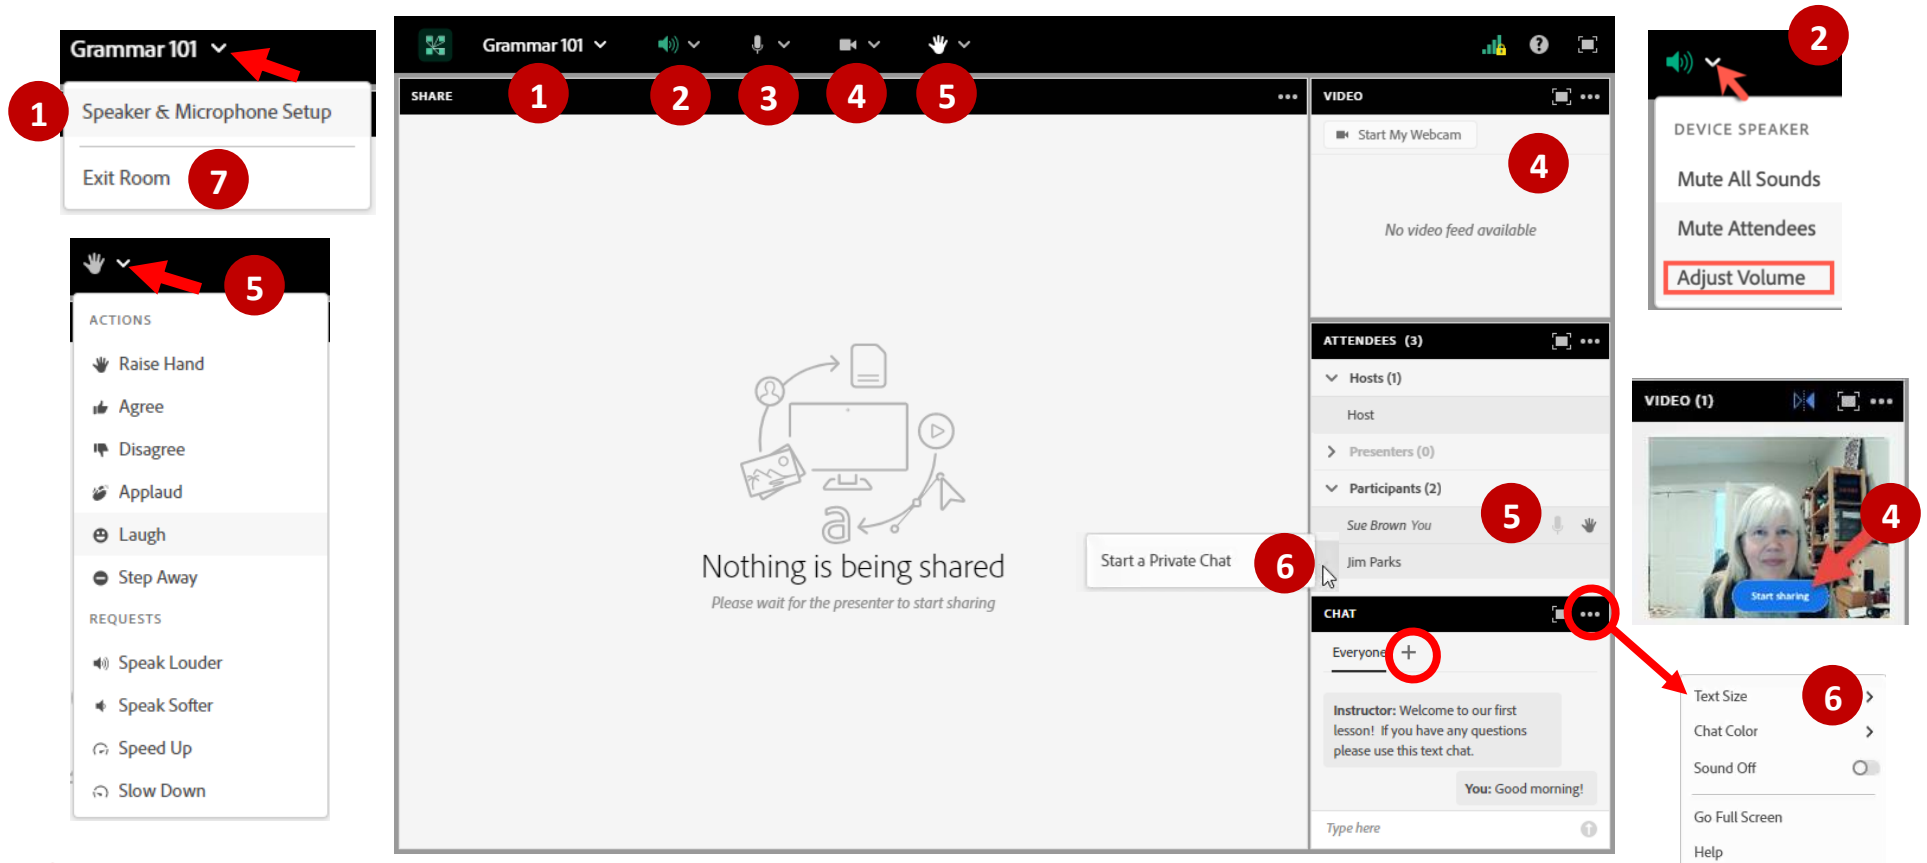 Grammar 101
1
Speaker & Microphone Setup
Exit Room
7
5
ACTIONS
Raise Hand
Agree
Disagree
Applaud
Laugh
Step Away
REQUESTS
Speak Louder
Speak Softer
Speed Up
Slow Down
Grammar 101
1
2
3
4
5
?
SHARE
Nothing is being shared
Please wait for the presenter to start sharing
VIDEO
Start My Webcam
4
No video feed available
ATTENDEES (3)
Hosts (1)
Host
Presenters (0)
Participants (2)
Sue Brown You
5
Jim Parks
Start a Private Chat
6
CHAT
Everyone
Instructor: Welcome to our first
lesson! If you have any questions
please use this text chat.
You: Good morning!
Type here
2
DEVICE SPEAKER
Mute All Sounds
Mute Attendees
Adjust Volume
VIDEO (1)
4
Start sharing
Text Size
6
Chat Color
Sound Off
Go Full Screen
Help